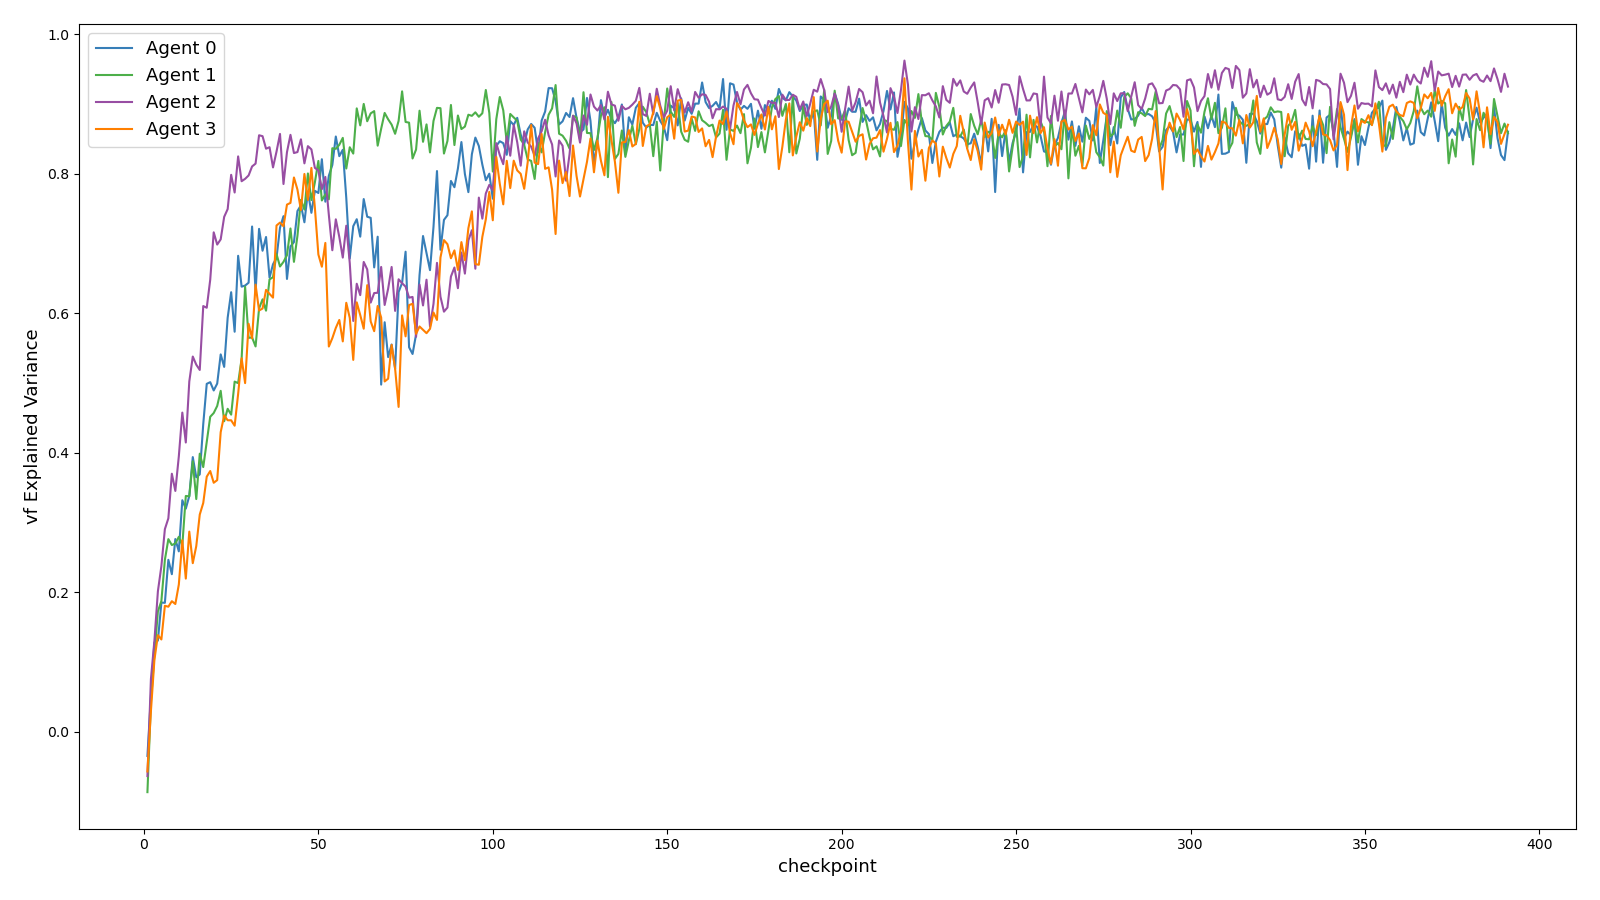 Agent 0
Agent 1
Agent 2
Agent 3
vf Explained Variance
1.0
0.8
0.6
0.4
0.2
0.0
0 50 100 150 200 250 300 350 400
checkpoint